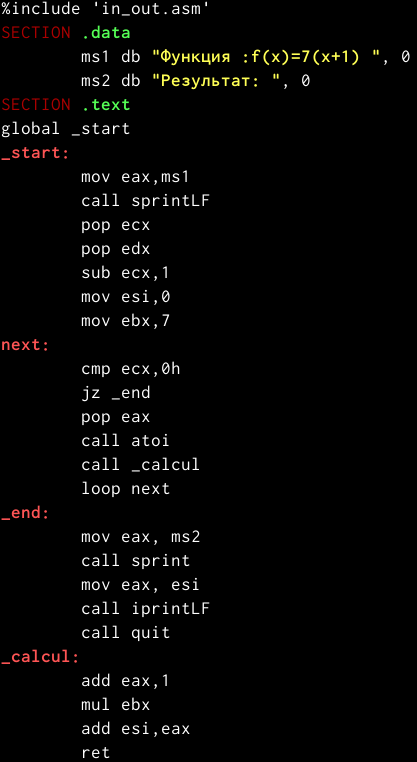 %include 'in_out.asm'
SECTION .data
ms1 db "Функция :f(x)=7(x+1) ", 0
ms2 db "Результат: ", 0
SECTION .text
global _start
_start:
mov eax,ms1
call sprintLF
pop ecx
pop edx
sub ecx,1
mov esi,0
mov ebx,7
next:
cmp ecx,0h
jz _end
pop eax
call atoi
call _calcul
loop next
_end:
mov eax, ms2
call sprint
mov eax, esi
call iprintLF
call quit
_calcul:
add eax,1
mul ebx
add esi,eax
ret